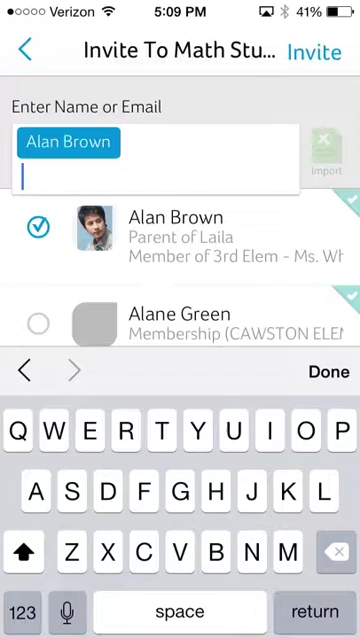 Verizon 5:09 PM 41%
Invite To Math Stu... Invite
Enter Name or Email
Alan Brown
Import
Alan Brown
Parent of Laila
Member of 3rd Elem - Ms. Wh
Alane Green
Membership (CAWSTON ELEM
Done
Q W E R T Y U I O P
A S D F G H J K L
Z X C V B N M
123 space return